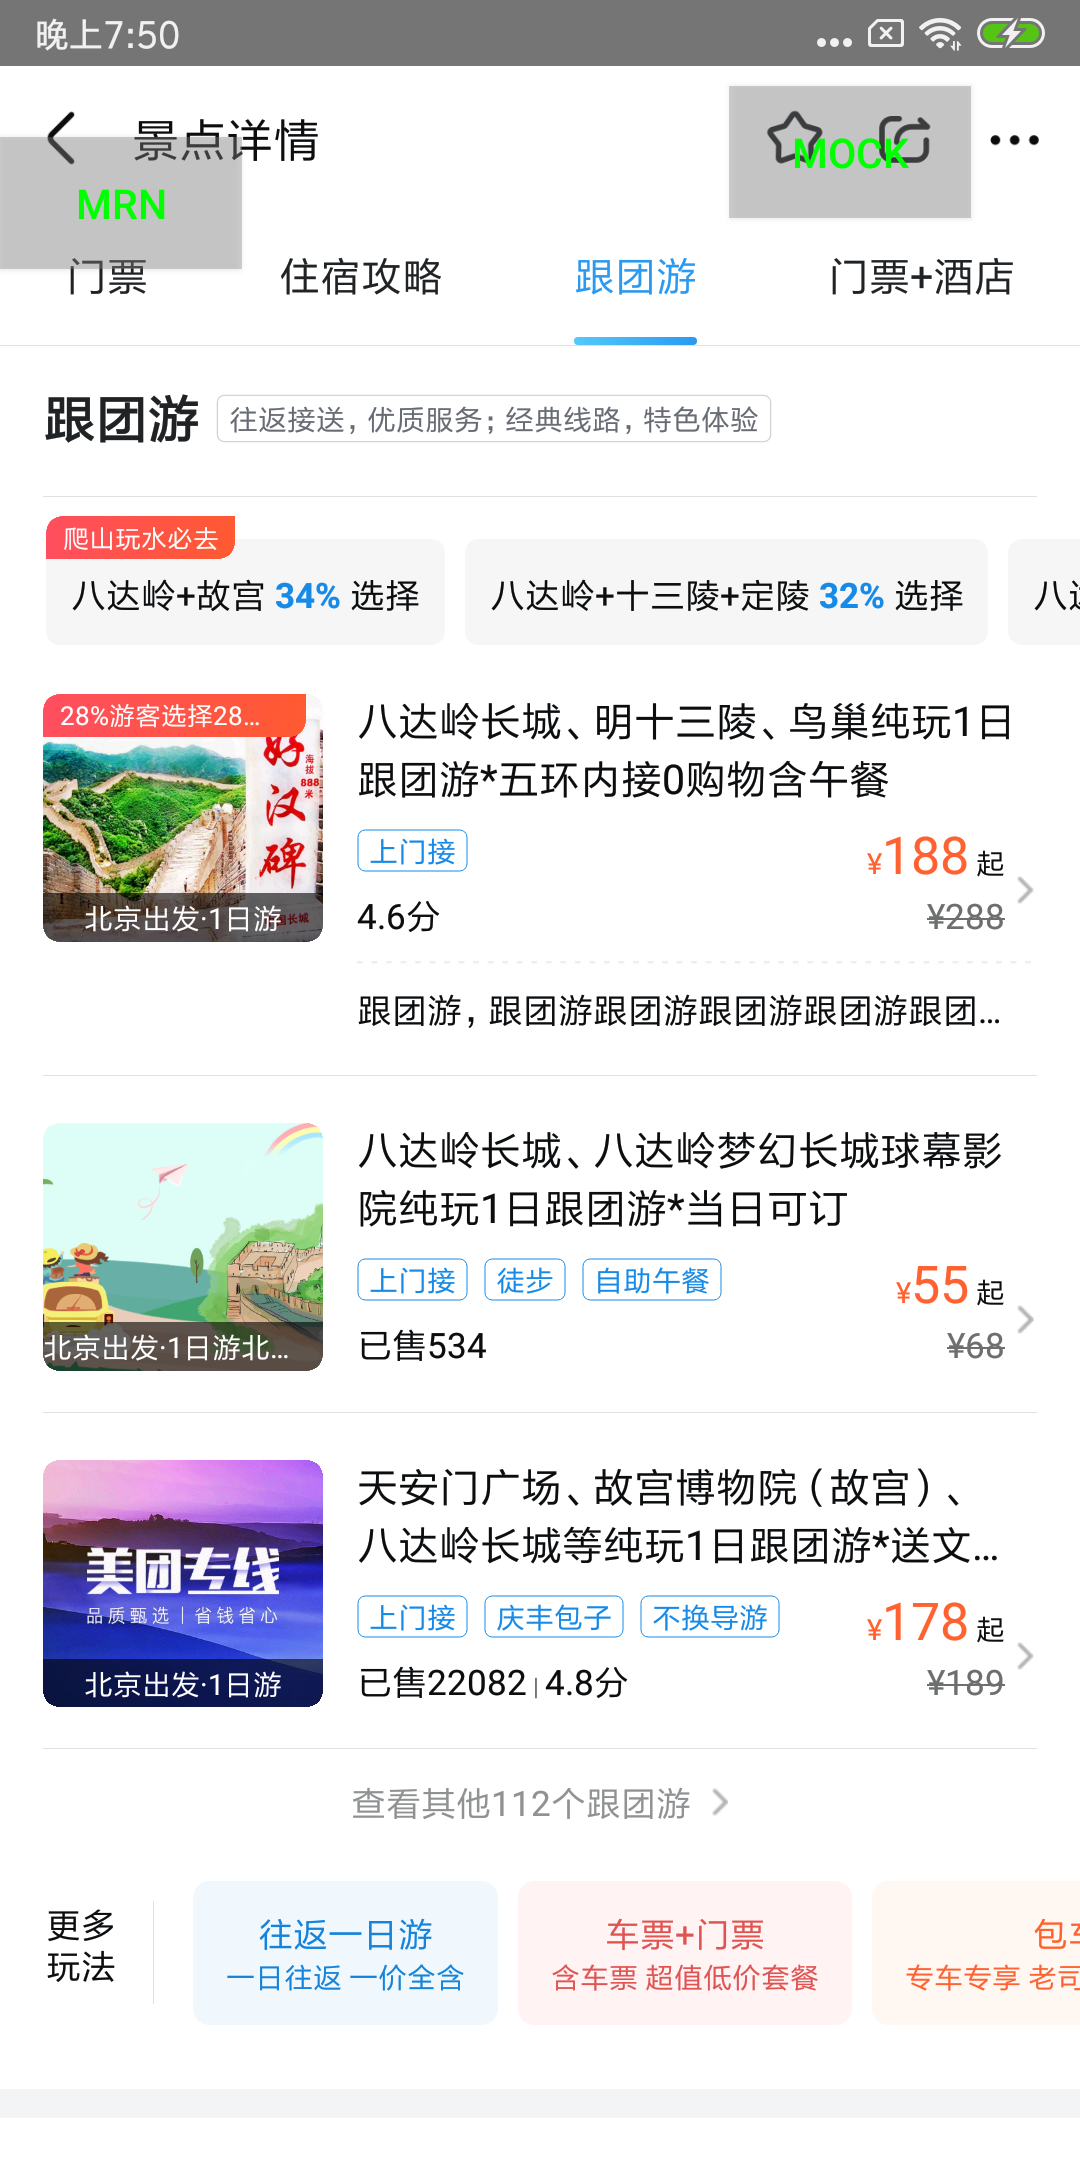 晚上7:50
景点详情
MOCK
MRN
门票
住宿攻略
跟团游
门票+酒店
跟团游
往返接送，优质服务；经典线路，特色体验
爬山玩水必去
八达岭+故宫 34% 选择
八达岭+十三陵+定陵 32% 选择
八达
28%游客选择28...
好汉碑
海拔888米
北京出发·1日游
八达岭长城、明十三陵、鸟巢纯玩1日
跟团游*五环内接0购物含午餐
上门接
¥188 起
4.6分
¥288
跟团游，跟团游跟团游跟团游跟团游跟团...
北京出发·1日游北...
八达岭长城、八达岭梦幻长城球幕影
院纯玩1日跟团游*当日可订
上门接 徒步 自助午餐
¥55 起
已售534
¥68
美团专线
品质甄选 | 省钱省心
北京出发·1日游
天安门广场、故宫博物院（故宫）、
八达岭长城等纯玩1日跟团游*送文...
上门接 庆丰包子 不换导游
¥178 起
已售22082 | 4.8分
¥189
查看其他112个跟团游
更多
玩法
往返一日游
一日往返 一价全含
车票+门票
含车票 超值低价套餐
包车
专车专享 老司